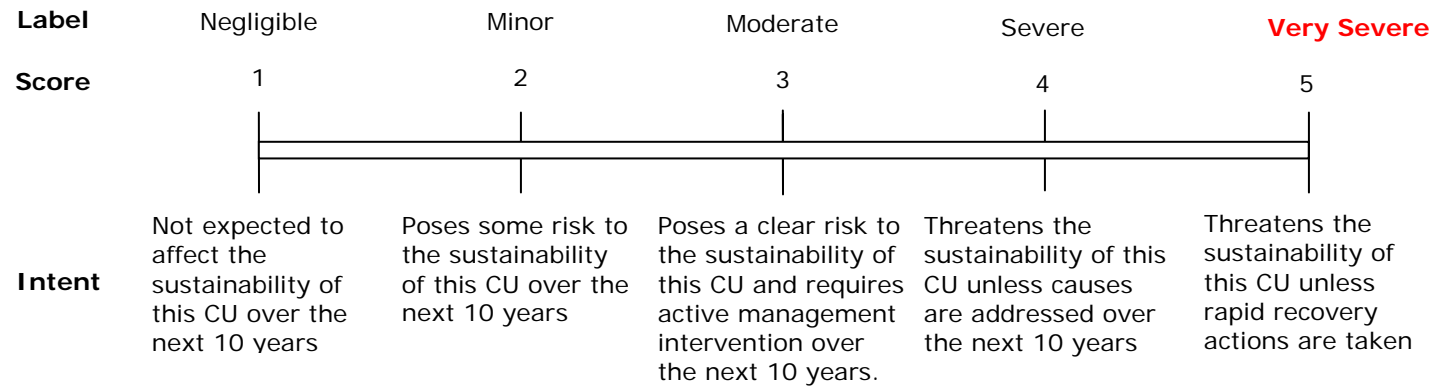 Label Negligible Minor Moderate Severe Very Severe
Score 1 2 3 4 5
Intent
Not expected to
affect the
sustainability of
this CU over the
next 10 years
Poses some risk to
the sustainability
of this CU over the
next 10 years
Poses a clear risk to
the sustainability of
this CU and requires
active management
intervention over
the next 10 years.
Threatens the
sustainability of this
CU unless causes
are addressed over
the next 10 years
Threatens the
sustainability of
this CU unless
rapid recovery
actions are taken